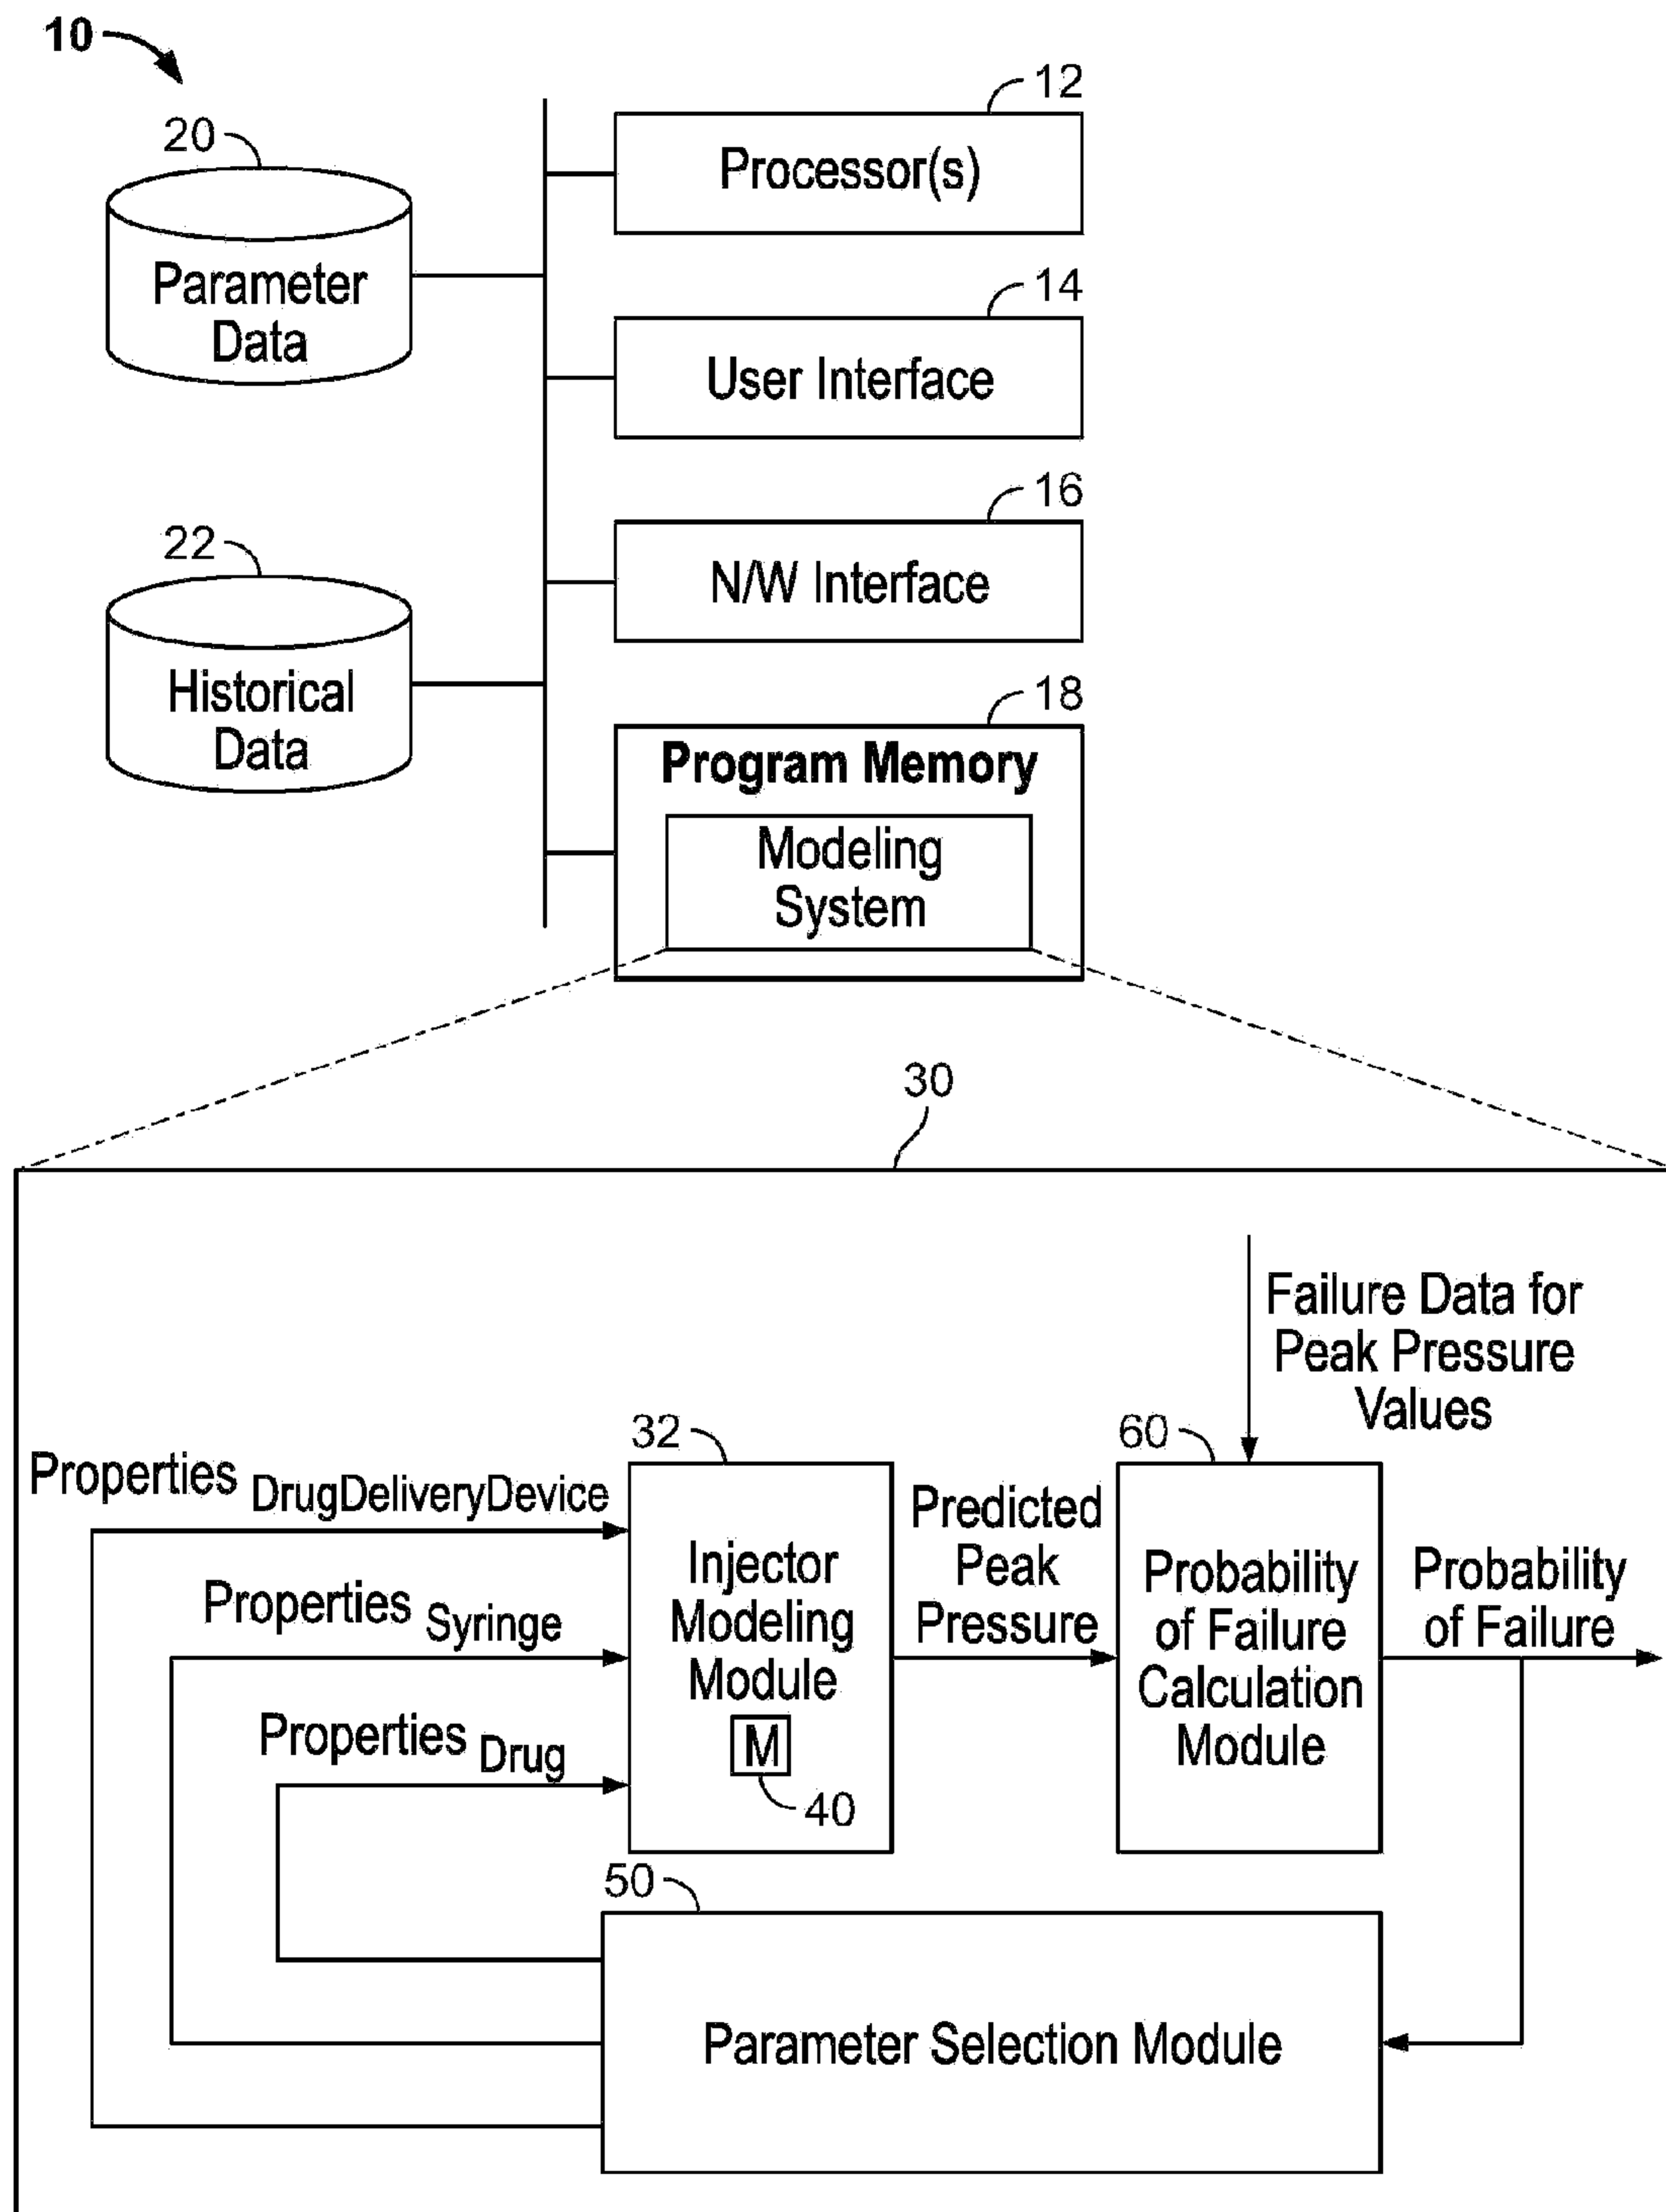 10
20
Parameter
Data
22
Historical
Data
12
Processor(s)
14
User Interface
16
N/W Interface
18
Program Memory
Modeling
System
30
Failure Data for
Peak Pressure
Values
Properties DrugDeliveryDevice
Properties Syringe
Properties Drug
32
Injector
Modeling
Module
M
40
Predicted
Peak
Pressure
60
Probability
of Failure
Calculation
Module
Probability
of Failure
50
Parameter Selection Module